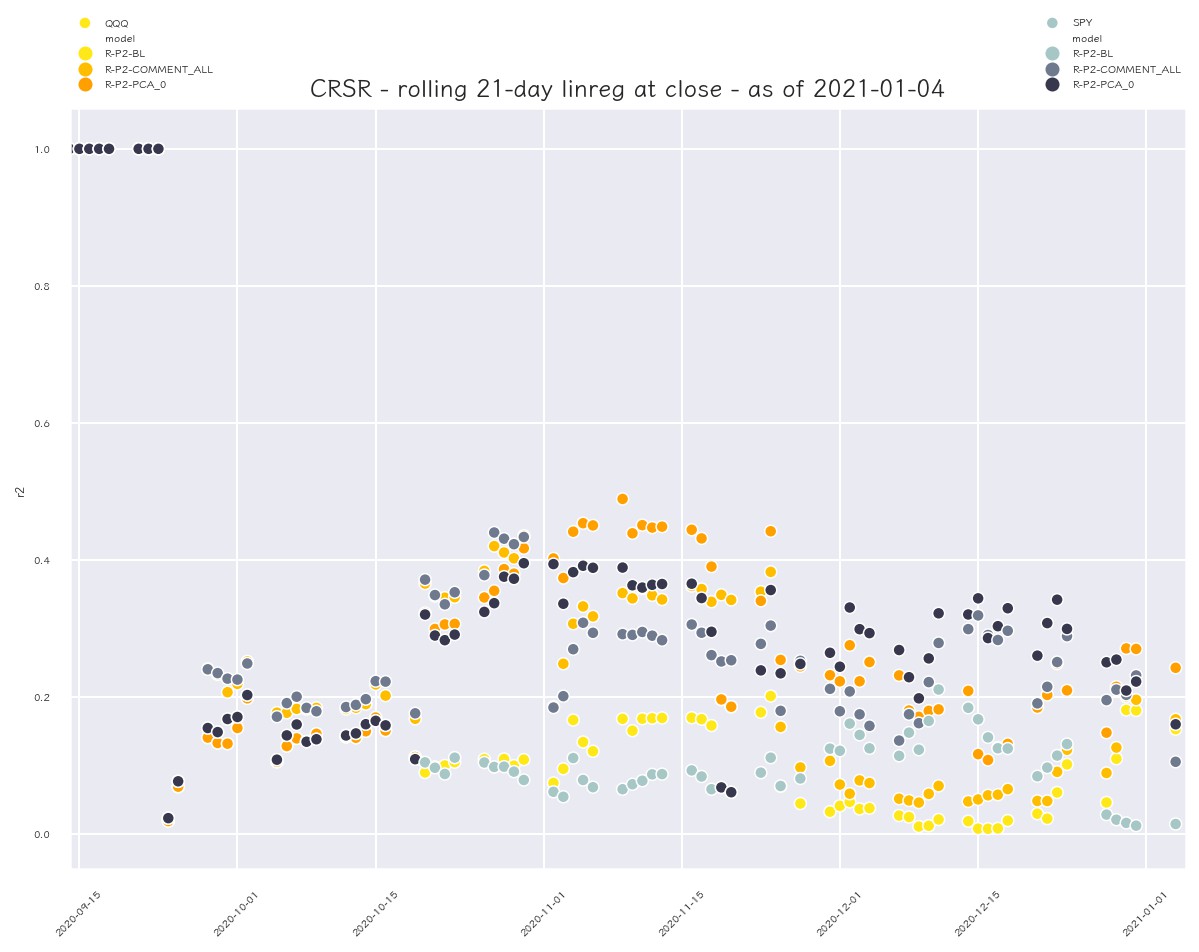 QQQ
model
R-P2-BL
R-P2-COMMENT_ALL
R-P2-PCA_0
SPY
model
R-P2-BL
R-P2-COMMENT_ALL
R-P2-PCA_0
CRSR - rolling 21-day linreg at close - as of 2021-01-04
1.0
0.8
0.6
0.4
0.2
0.0
r2
2020-09-15
2020-10-01
2020-10-15
2020-11-01
2020-11-15
2020-12-01
2020-12-15
2021-01-01